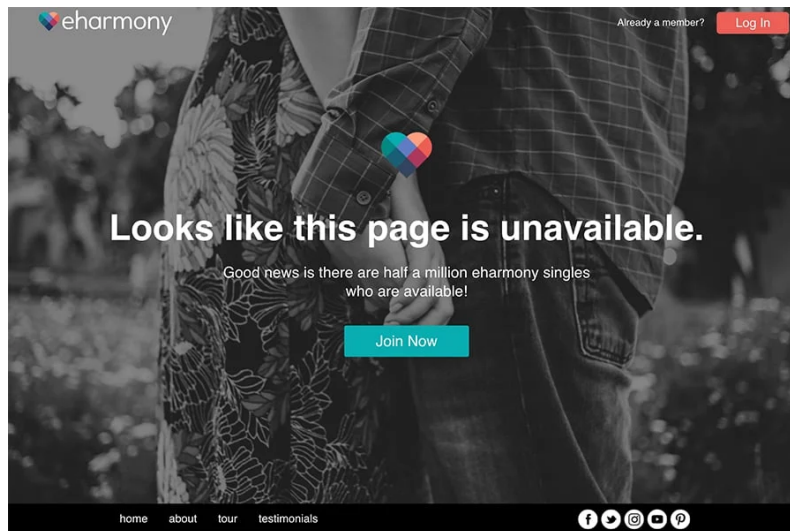 eharmony
Already a member?
Log In
Looks like this page is unavailable.
Good news is there are half a million eharmony singles
who are available!
Join Now
home about tour testimonials